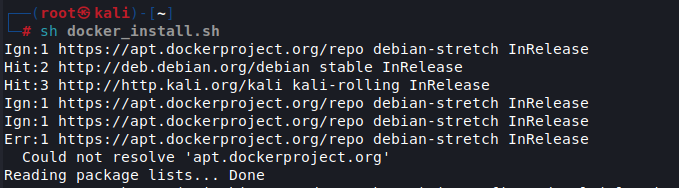 (root㉿kali)-[~]
# sh docker_install.sh
Ign:1 https://apt.dockerproject.org/repo debian-stretch InRelease
Hit:2 http://deb.debian.org/debian stable InRelease
Hit:3 http://http.kali.org/kali kali-rolling InRelease
Ign:1 https://apt.dockerproject.org/repo debian-stretch InRelease
Ign:1 https://apt.dockerproject.org/repo debian-stretch InRelease
Err:1 https://apt.dockerproject.org/repo debian-stretch InRelease
Could not resolve 'apt.dockerproject.org'
Reading package lists... Done